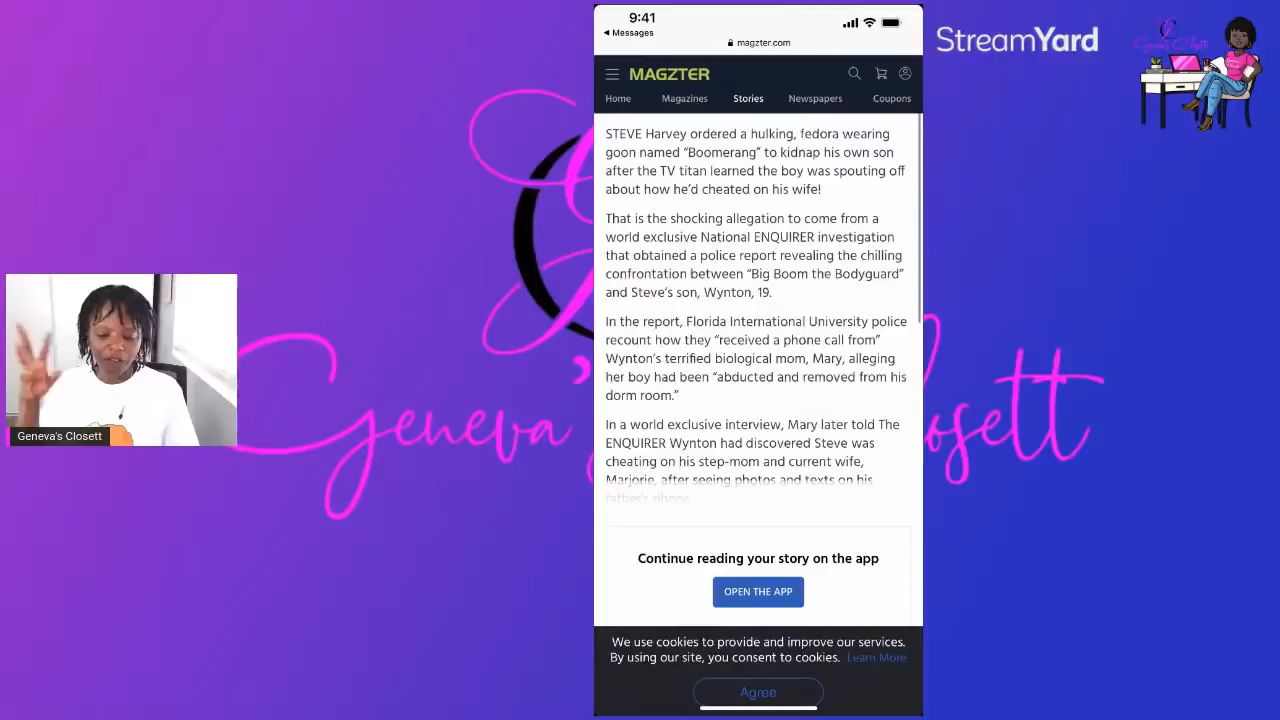 9:41
Messages
magzter.com
MAGZTER
Home Magazines Stories Newspapers Coupons
STEVE Harvey ordered a hulking, fedora wearing
goon named “Boomerang” to kidnap his own son
after the TV titan learned the boy was spouting off
about how he’d cheated on his wife!
That is the shocking allegation to come from a
world exclusive National ENQUIRER investigation
that obtained a police report revealing the chilling
confrontation between “Big Boom the Bodyguard”
and Steve’s son, Wynton, 19.
In the report, Florida International University police
recount how they “received a phone call from”
Wynton’s terrified biological mom, Mary, alleging
her boy had been “abducted and removed from his
dorm room.”
In a world exclusive interview, Mary later told The
ENQUIRER Wynton had discovered Steve was
cheating on his step-mom and current wife,
Marjorie, after seeing photos and texts on his
father’s phone.
Continue reading your story on the app
OPEN THE APP
We use cookies to provide and improve our services.
By using our site, you consent to cookies. Learn More
Agree
StreamYard
Geneva's Closett
Geneva's Closett
Geneva’s Closett